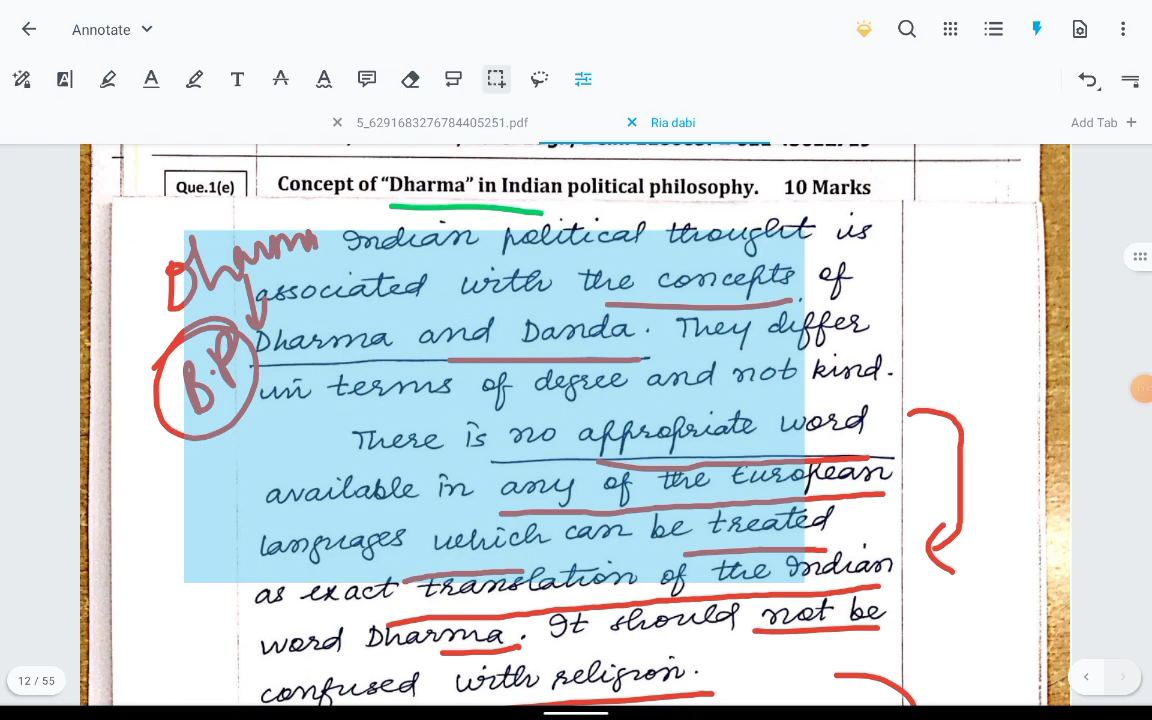 Annotate
5_6291683276784405251.pdf
Ria dabi
Add Tab +
Que.1(e)
Concept of “Dharma” in Indian political philosophy. 10 Marks
Dharma
B.P
Indian political thought is
associated with the concepts of
Dharma and Danda. They differ
in terms of degree and not kind.
There is no appropriate word
available in any of the European
languages which can be treated
as exact translation of the Indian
word Dharma. It should not be
confused with religion.
12 / 55